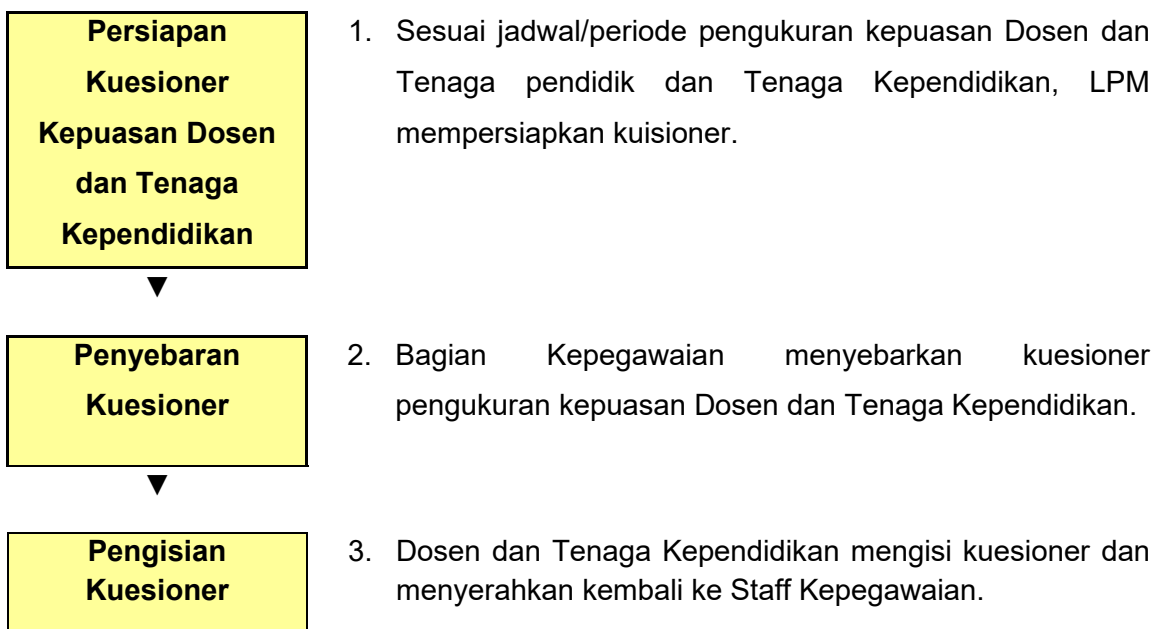 Persiapan
Kuesioner
Kepuasan Dosen
dan Tenaga
Kependidikan
1. Sesuai jadwal/periode pengukuran kepuasan Dosen dan
Tenaga pendidik dan Tenaga Kependidikan, LPM
mempersiapkan kuisioner.
▼
Penyebaran
Kuesioner
2. Bagian Kepegawaian menyebarkan kuesioner
pengukuran kepuasan Dosen dan Tenaga Kependidikan.
▼
Pengisian
Kuesioner
3. Dosen dan Tenaga Kependidikan mengisi kuesioner dan
menyerahkan kembali ke Staff Kepegawaian.